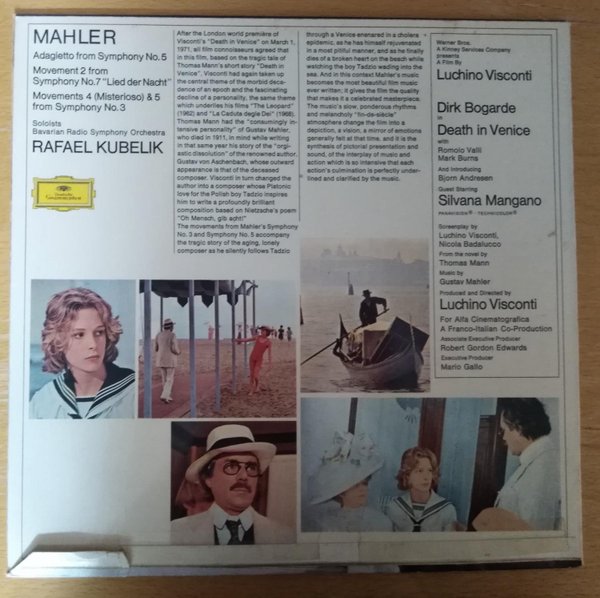 MAHLER
Adagietto from Symphony No. 5
Movement 2 from
Symphony No.7 "Lied der Nacht"
Movements 4 (Misterioso) & 5
from Symphony No. 3
Soloists
Bavarian Radio Symphony Orchestra
RAFAEL KUBELIK
Deutsche
Grammophon
After the London world première of
Visconti's "Death in Venice" on March 1,
1971, all film connoisseurs agreed that
in this film, based on the tragic tale of
Thomas Mann's short story "Death in
Venice", Visconti had again taken up
the central theme of the morbid deca-
dence of an epoch and the fascinating
decline of a personality, the same theme
which underlies his films "The Leopard"
(1962) and "La Caduta degle Dei" (1968).
Thomas Mann had the "consumingly in-
tensive personality" of Gustav Mahler,
who died in 1911, in mind while writing
in that same year his story of the "orgi-
astic dissolution" of the renowned author,
Gustav von Aschenbach, whose outward
appearance is that of the deceased
composer. Visconti in turn changed the
author into a composer whose Platonic
love for the Polish boy Tadzio inspires
him to write a profoundly brilliant
composition based on Nietzsche's poem
"Oh Mensch, gib acht!"
The movements from Mahler's Symphony
No. 3 and Symphony No. 5 accompany
the tragic story of the aging, lonely
composer as he silently follows Tadzio
through a Venice ensnared in a cholera
epidemic, as he has himself rejuvenated
in a most pitiful manner, and as he finally
dies of a broken heart on the beach while
watching the boy Tadzio wading into the
sea. And in this context Mahler's music
becomes the most beautiful film music
ever written; it gives the film the quality
that makes it a celebrated masterpiece.
The music's slow, ponderous rhythms
and melancholy "fin-de-siècle"
atmosphere change the film into a
depiction, a vision, a mirror of emotions
generally felt at that time, and it is the
synthesis of pictorial presentation and
sound, of the interplay of music and
action which is so intensive that each
action's culmination is perfectly under-
lined and clarified by the music.
Warner Bros.
A Kinney Services Company
presents
A Film By
Luchino Visconti
Dirk Bogarde
in
Death in Venice
with
Romolo Valli
Mark Burns
And Introducing
Bjorn Andresen
Guest Starring
Silvana Mangano
PANAVISION® · TECHNICOLOR®
Screenplay by
Luchino Visconti,
Nicola Badalucco
From the novel by
Thomas Mann
Music by
Gustav Mahler
Produced and Directed by
Luchino Visconti
For Alfa Cinematografica
A Franco-Italian Co-Production
Associate Executive Producer
Robert Gordon Edwards
Executive Producer
Mario Gallo